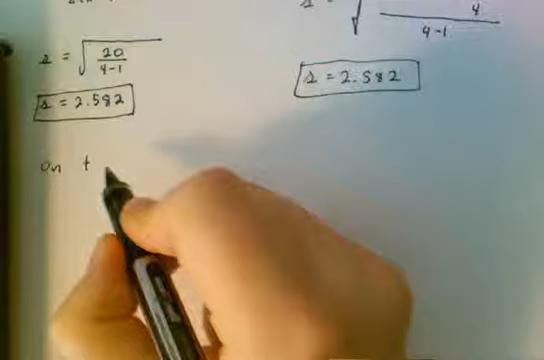 s = √20/4-1
s = 2.582
4
4-1
s = 2.582
on t